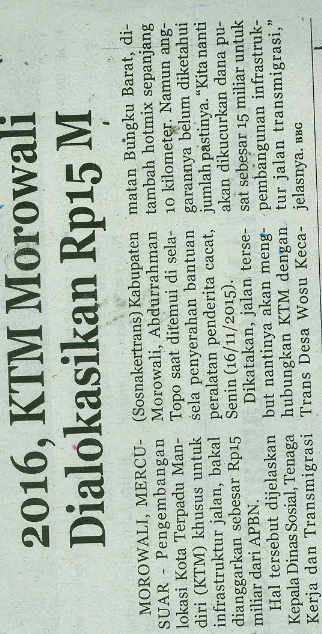 2016, KTM Morowali
Dialokasikan Rp15 M
MOROWALI, MERCU-
SUAR - Pengembangan
lokasi Kota Terpadu Man-
diri (KTM) khusus untuk
infrastruktur jalan, bakal
dianggarkan sebesar Rp15
miliar dari APBN.
Hal tersebut dijelaskan
Kepala Dinas Sosial, Tenaga
Kerja dan Transmigrasi
(Sosnakertrans) Kabupaten
Morowali, Abdurrahman
Topo saat ditemui di sela-
sela penyerahan bantuan
peralatan penderita cacat,
Senin (16/11/2015).
Dikatakan, jalan terse-
but nantinya akan meng-
hubungkan KTM dengan
Trans Desa Wosu Keca-
matan Bungku Barat, di-
tambah hotmix sepanjang
10 kilometer. Namun ang-
garannya belum diketahui
jumlah pastinya. “Kita nanti
akan dikucurkan dana pu-
sat sebesar 15 miliar untuk
pembangunan infrastruk-
tur jalan transmigrasi,”
jelasnya. BBG